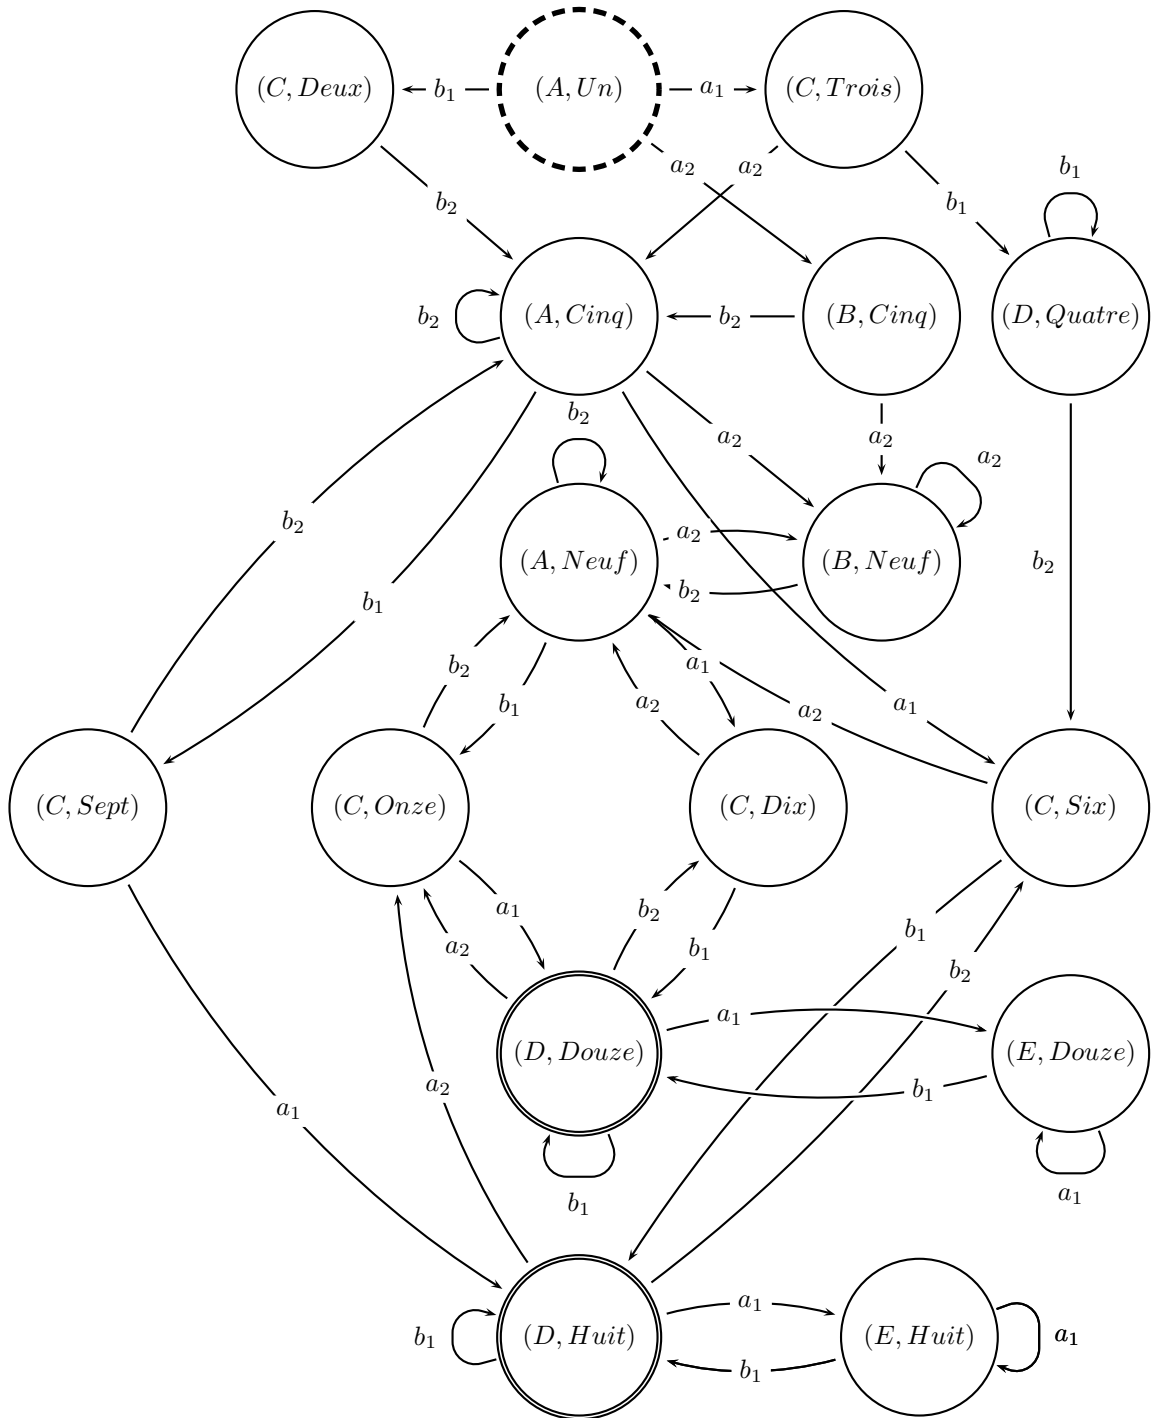 (C, Deux) b₁ (A, Un) a₁ (C, Trois)
b₂ a₂ a₂ b₁ b₁
b₂ (A, Cinq) b₂ (B, Cinq) (D, Quatre)
b₂ a₂ a₂ a₂
b₂ a₂ b₂
(A, Neuf) (B, Neuf)
b₁ b₂
b₂ a₁
b₁ a₂ a₂ a₁
(C, Sept) (C, Onze) (C, Dix) (C, Six)
a₁ b₂ b₁
a₂ b₁ b₂
a₁
(D, Douze) (E, Douze)
a₂ b₁
a₁
b₁ a₁
a₁
b₁ (D, Huit) (E, Huit) a₁
b₁